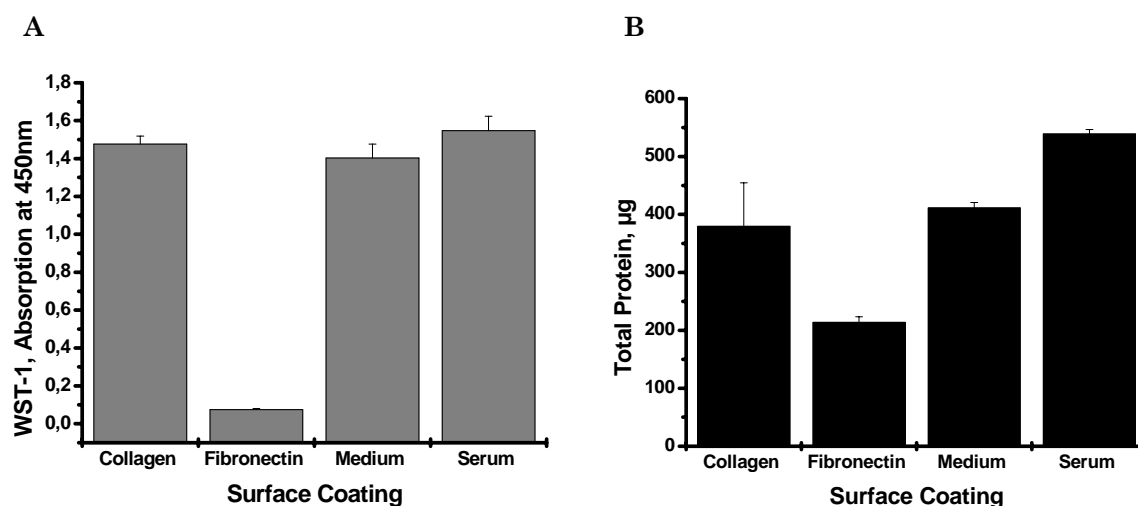 A
WST-1, Absorption at 450nm
1,8
1,6
1,4
1,2
1,0
0,8
0,6
0,4
0,2
0,0
Collagen Fibronectin Medium Serum
Surface Coating
B
Total Protein, µg
600
500
400
300
200
100
0
Collagen Fibronectin Medium Serum
Surface Coating